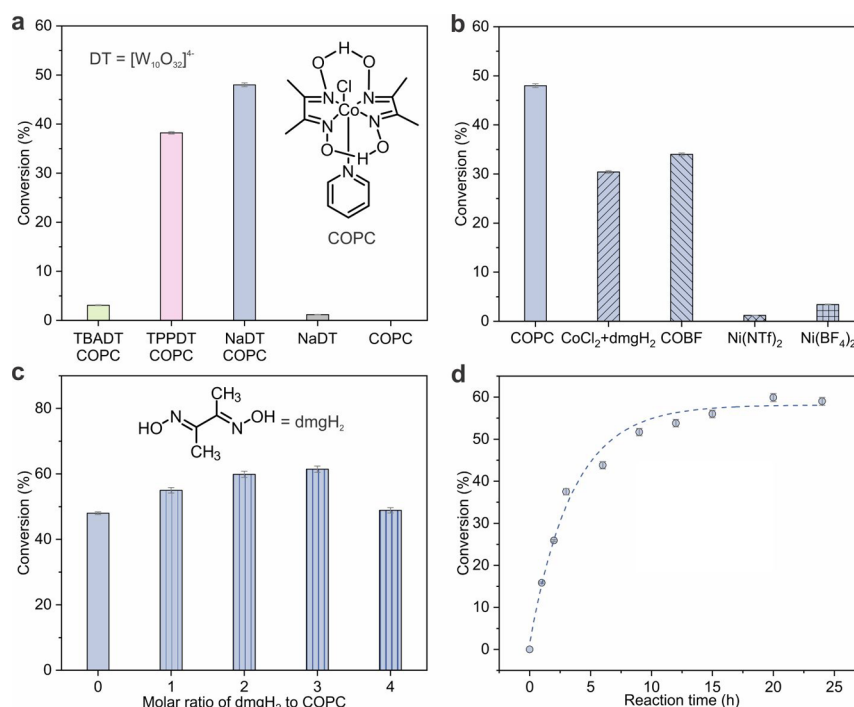 a
60
50
40
30
20
10
0
Conversion (%)
DT = [W₁₀O₃₂]⁴⁻
O H O
Cl
N N
Co
N N
O H O
N
COPC
TBADT TPPDT NaDT NaDT COPC
COPC COPC COPC
b
60
50
40
30
20
10
0
Conversion (%)
COPC CoCl₂+dmgH₂ COBF Ni(NTf)₂ Ni(BF₄)₂
c
80
60
40
20
0
Conversion (%)
CH₃
HO N N OH = dmgH₂
CH₃
0 1 2 3 4
Molar ratio of dmgH₂ to COPC
d
60
50
40
30
20
10
0
Conversion (%)
0 5 10 15 20 25
Reaction time (h)